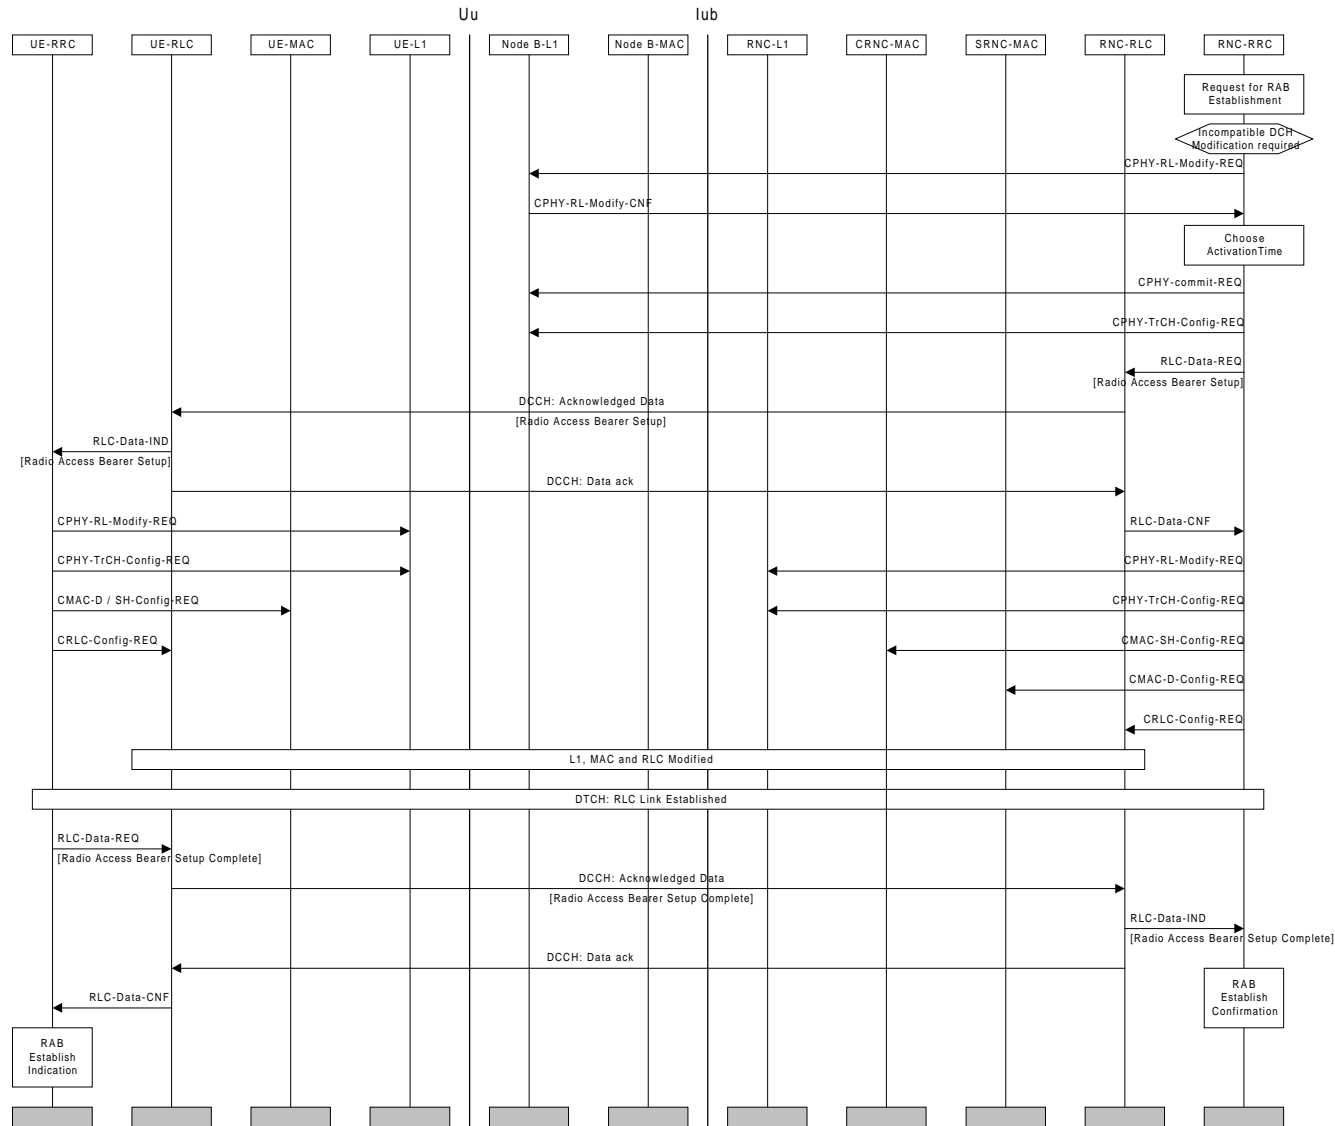 Uu
Iub
UE-RRC
UE-RLC
UE-MAC
UE-L1
Node B-L1
Node B-MAC
RNC-L1
CRNC-MAC
SRNC-MAC
RNC-RLC
RNC-RRC
Request for RAB
Establishment
Incompatible DCH
Modification required
CPHY-RL-Modify-REQ
CPHY-RL-Modify-CNF
Choose
ActivationTime
CPHY-commit-REQ
CPHY-TrCH-Config-REQ
RLC-Data-REQ
[Radio Access Bearer Setup]
DCCH: Acknowledged Data
[Radio Access Bearer Setup]
RLC-Data-IND
[Radio Access Bearer Setup]
DCCH: Data ack
CPHY-RL-Modify-REQ
RLC-Data-CNF
CPHY-TrCH-Config-REQ
CPHY-RL-Modify-REQ
CMAC-D / SH-Config-REQ
CPHY-TrCH-Config-REQ
CRLC-Config-REQ
CMAC-SH-Config-REQ
CMAC-D-Config-REQ
CRLC-Config-REQ
L1, MAC and RLC Modified
DTCH: RLC Link Established
RLC-Data-REQ
[Radio Access Bearer Setup Complete]
DCCH: Acknowledged Data
[Radio Access Bearer Setup Complete]
RLC-Data-IND
[Radio Access Bearer Setup Complete]
DCCH: Data ack
RLC-Data-CNF
RAB
Establish
Confirmation
RAB
Establish
Indication